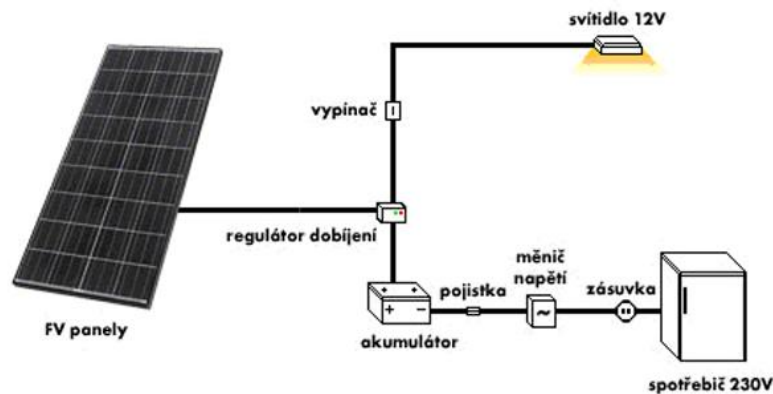 svítidlo 12V
vypínač
regulátor dobíjení
měnič
napětí
pojistka
zásuvka
FV panely
akumulátor
spotřebič 230V